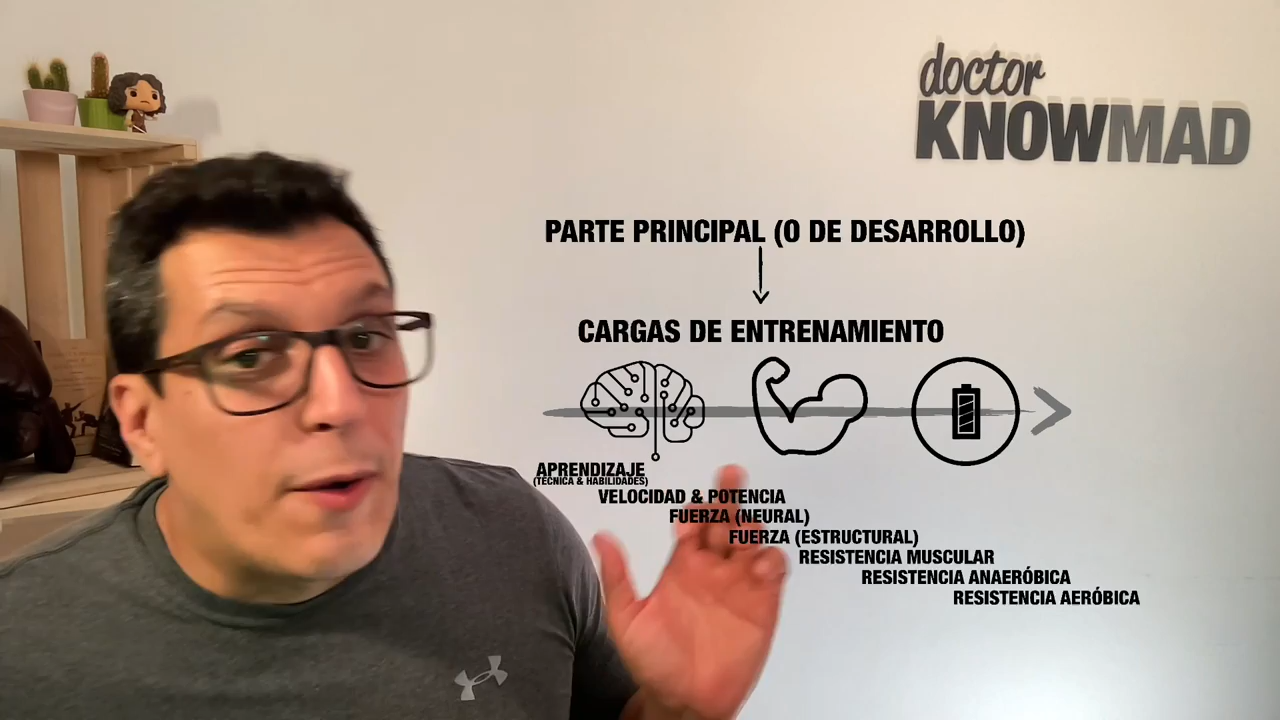 doctor
KNOWMAD
PARTE PRINCIPAL (O DE DESARROLLO)
CARGAS DE ENTRENAMIENTO
APRENDIZAJE
(TÉCNICA & HABILIDADES)
VELOCIDAD & POTENCIA
FUERZA (NEURAL)
FUERZA (ESTRUCTURAL)
RESISTENCIA MUSCULAR
RESISTENCIA ANAERÓBICA
RESISTENCIA AERÓBICA